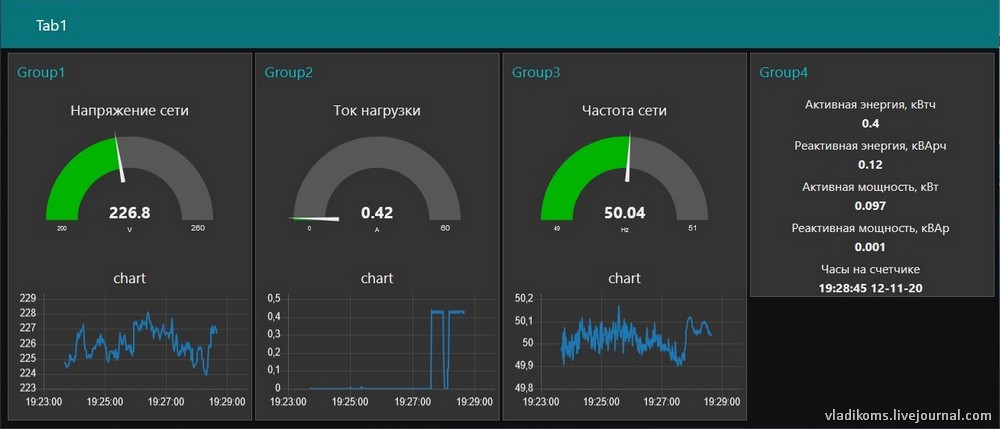 Tab1
Group1
Напряжение сети
226.8
200
V
260
chart
229
228
227
226
225
224
223
19:23:00 19:25:00 19:27:00 19:29:00
Group2
Ток нагрузки
0.42
0
A
60
chart
0,5
0,4
0,3
0,2
0,1
0
19:23:00 19:25:00 19:27:00 19:29:00
Group3
Частота сети
50.04
49
Hz
51
chart
50,2
50,1
50
49,9
49,8
19:23:00 19:25:00 19:27:00 19:29:00
Group4
Активная энергия, кВтч
0.4
Реактивная энергия, кВАрч
0.12
Активная мощность, кВт
0.097
Реактивная мощность, кВАр
0.001
Часы на счетчике
19:28:45 12-11-20
vladikoms.livejournal.com